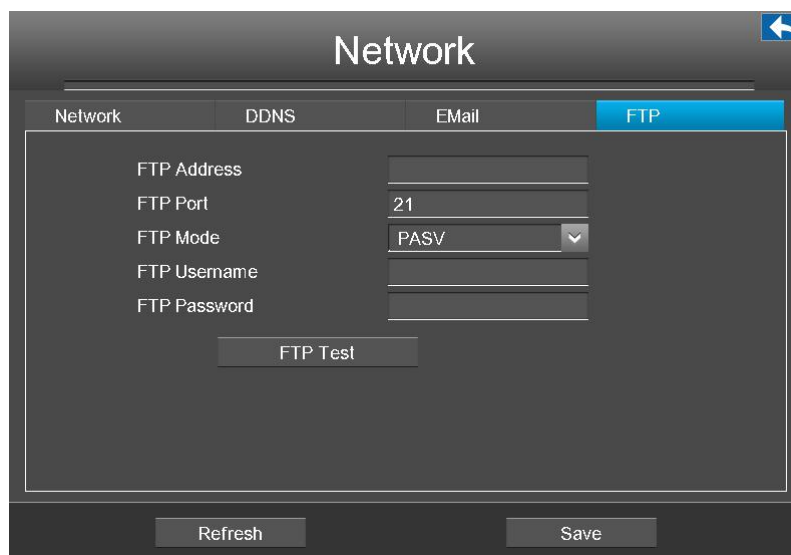 Network
Network DDNS EMail FTP
FTP Address
FTP Port 21
FTP Mode PASV
FTP Username
FTP Password
FTP Test
Refresh Save